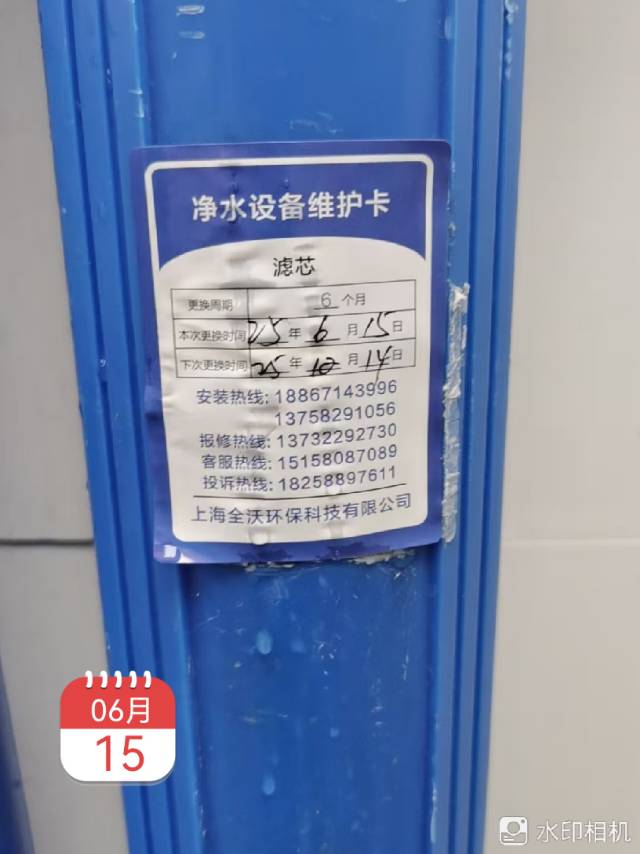 净水设备维护卡
滤芯
更换周期 6 个月
本次更换时间 25 年 6 月 15 日
下次更换时间 25 年 12 月 14 日
安装热线: 18867143996
13758291056
报修热线: 13732292730
客服热线: 15158087089
投诉热线: 18258897611
上海全沃环保科技有限公司
06月
15
水印相机